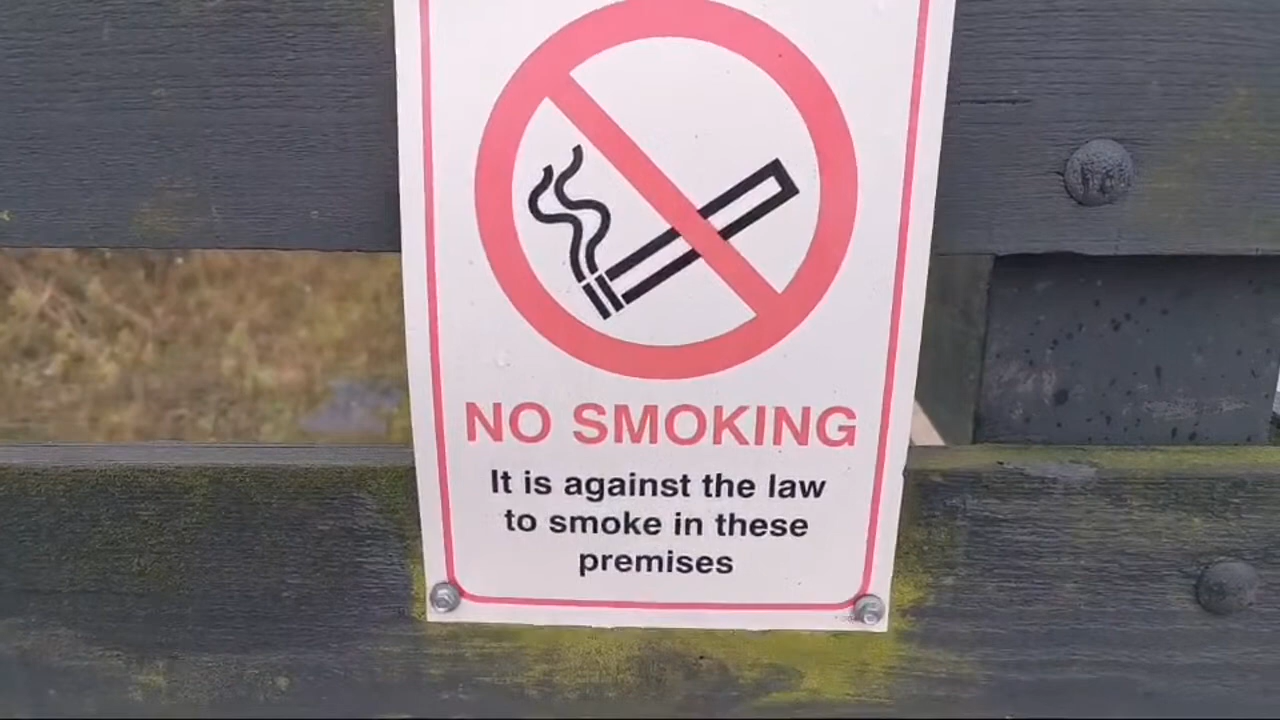 NO SMOKING
It is against the law
to smoke in these
premises